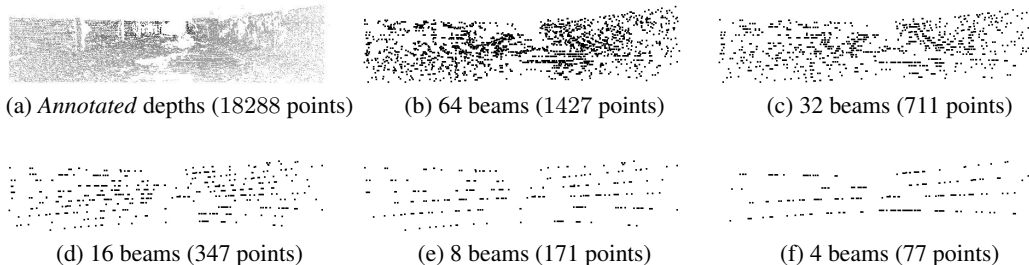 (a) Annotated depths (18288 points)
(b) 64 beams (1427 points)
(c) 32 beams (711 points)
(d) 16 beams (347 points)
(e) 8 beams (171 points)
(f) 4 beams (77 points)